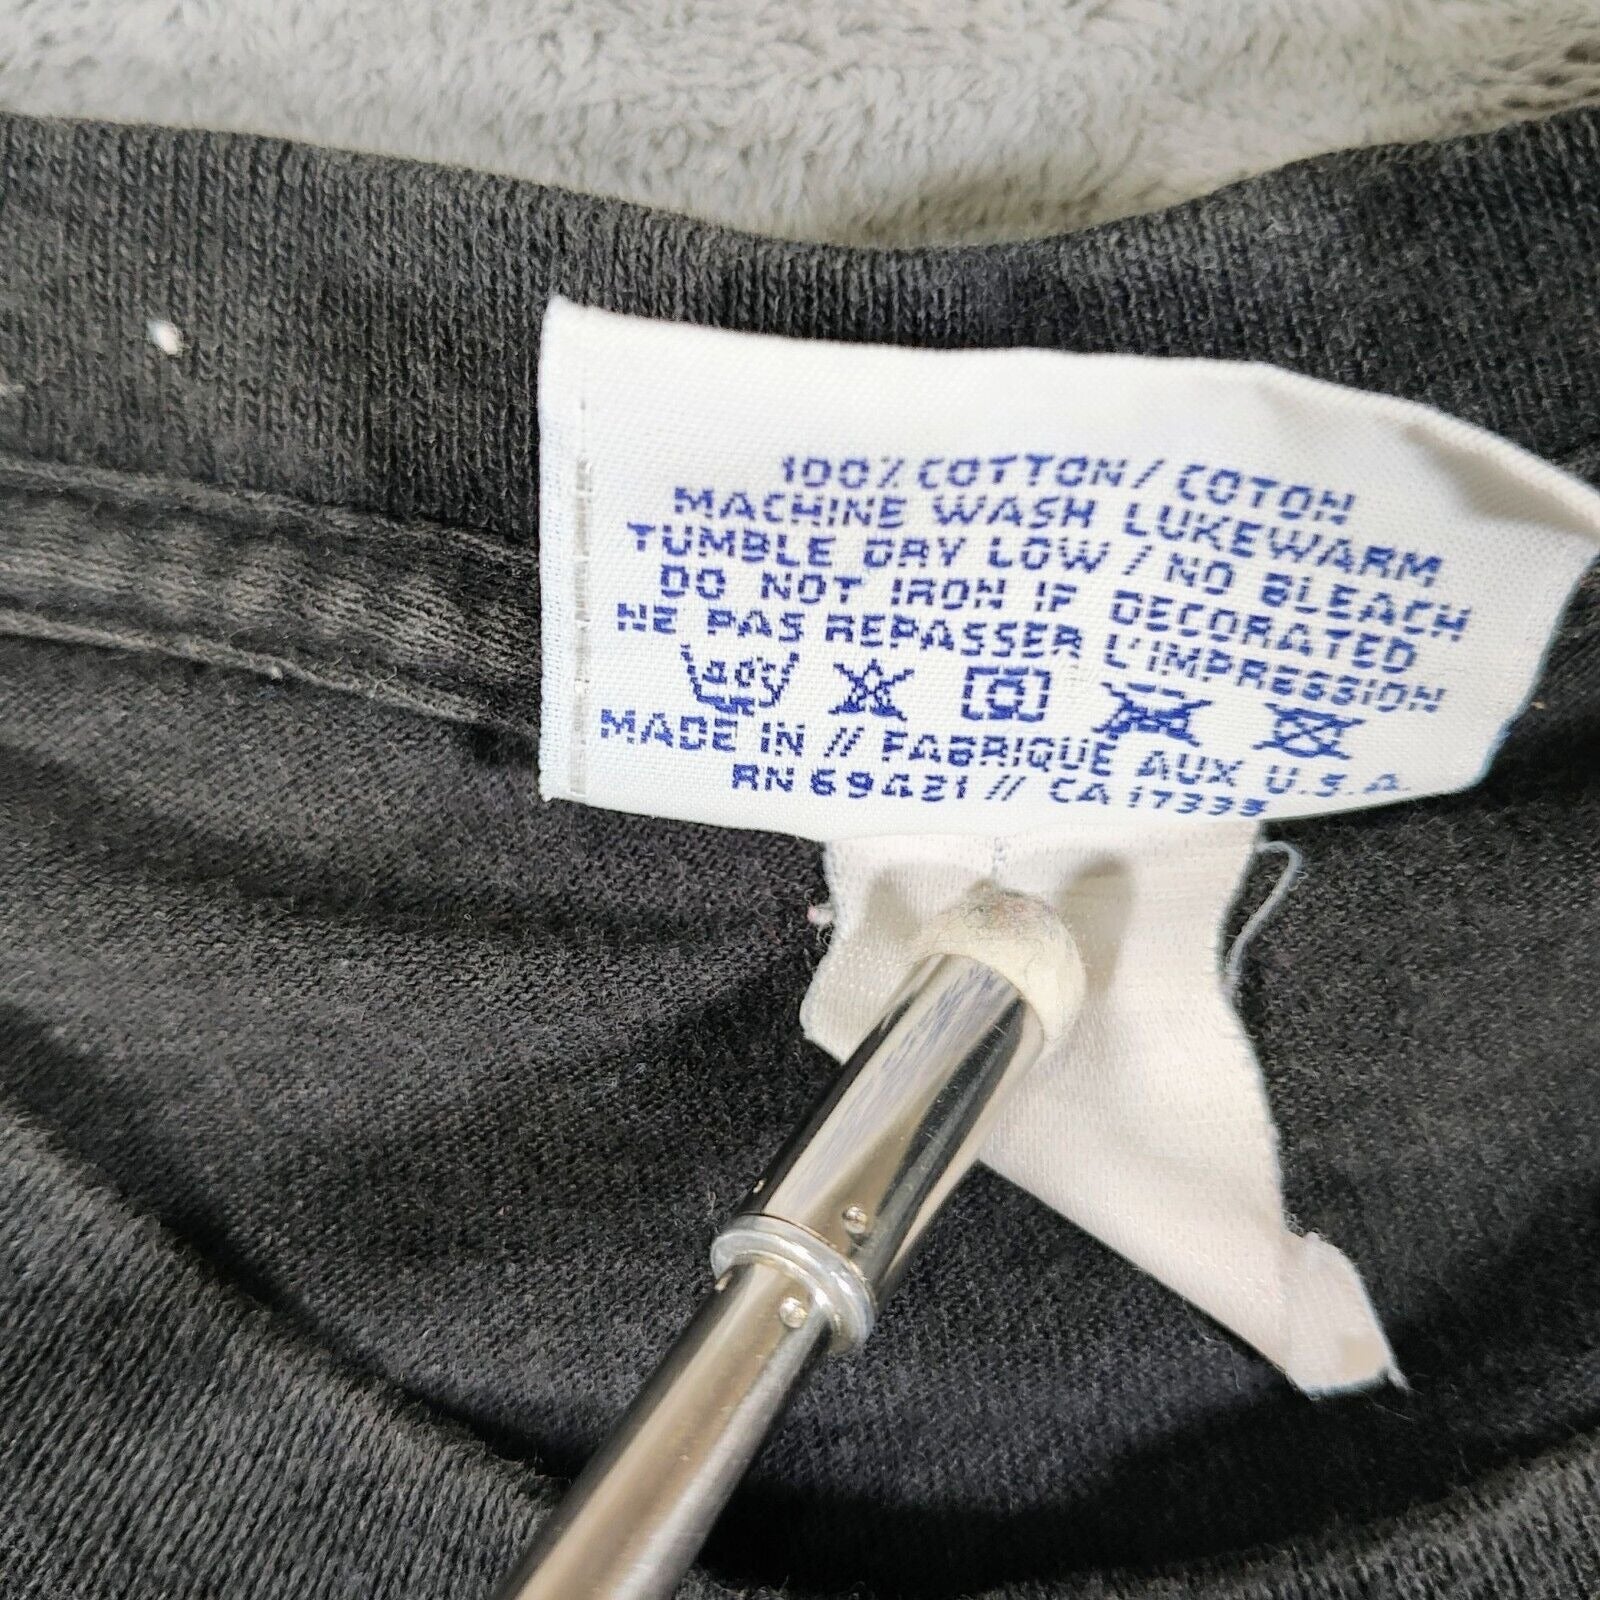 100% COTTON / COTON
MACHINE WASH LUKEWARM
TUMBLE DRY LOW / NO BLEACH
DO NOT IRON IF DECORATED
NE PAS REPASSER L'IMPRESSION
40°
MADE IN // FABRIQUE AUX U.S.A.
RN 69421 // CA 17335